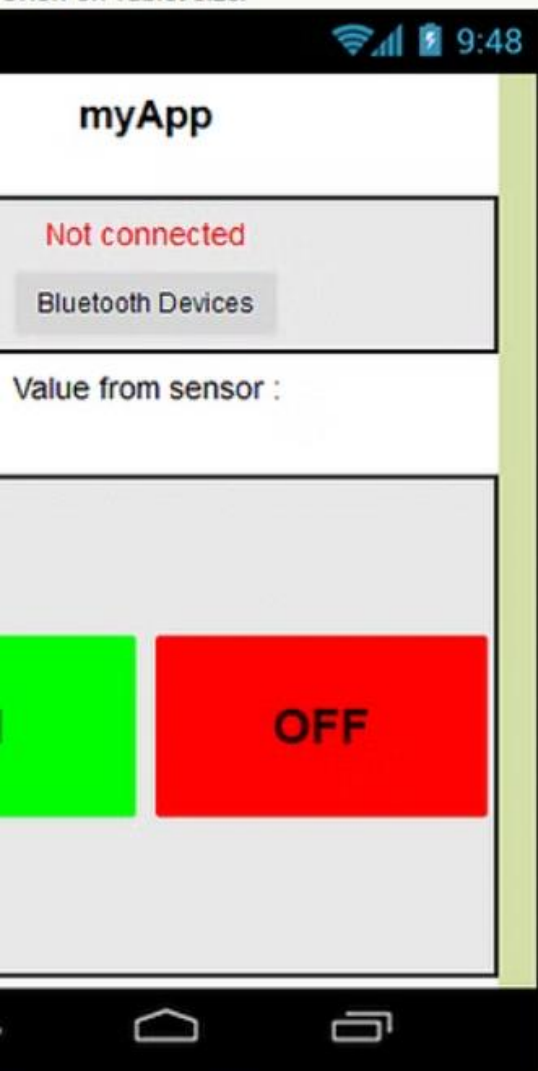 9:48
myApp
Not connected
Bluetooth Devices
Value from sensor :
OFF